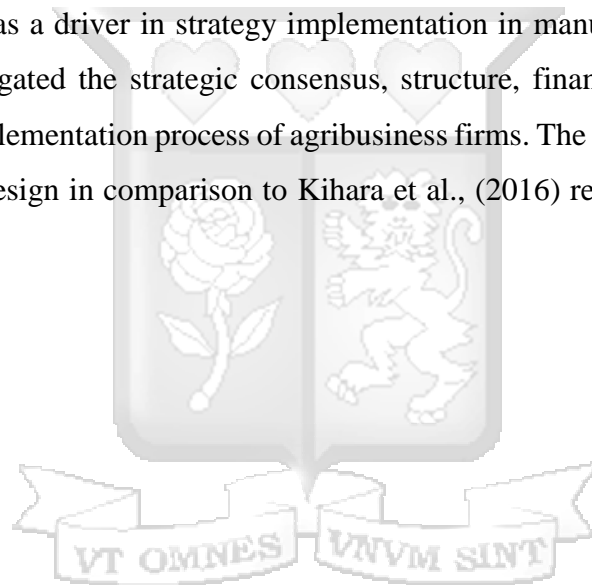 as a driver in strategy implementation in manu
gated the strategic consensus, structure, finan
plementation process of agribusiness firms. The
esign in comparison to Kihara et al., (2016) re
VT OMNES VNVM SINT